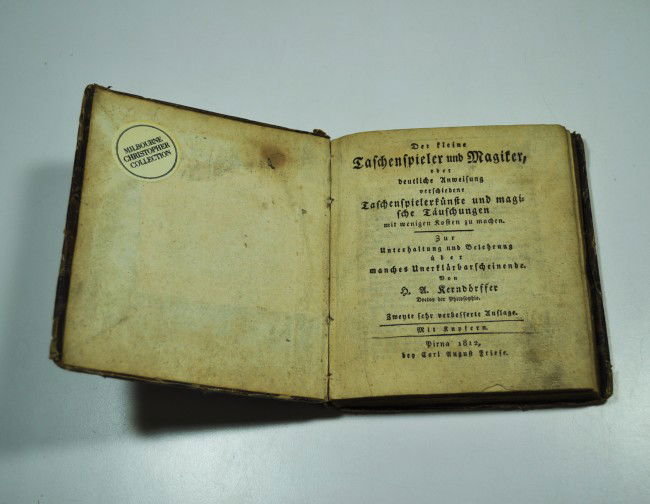 MILBOURNE
CHRISTOPHER
COLLECTION
Der kleine
Taschenspieler und Magiker,
oder
deutliche Anweisung
verschiedene
Taschenspielerkünste und magi-
sche Täuschungen
mit wenigen Kosten zu machen.
Zur
Unterhaltung und Belehrung
über
manches Unerklärbarscheinende.
Von
H. A. Kerndörffer
Doctor der Philosophie.
Zweyte sehr verbesserte Auflage.
Mit Kupfern.
Pirna 1812,
bey Carl August Friese.